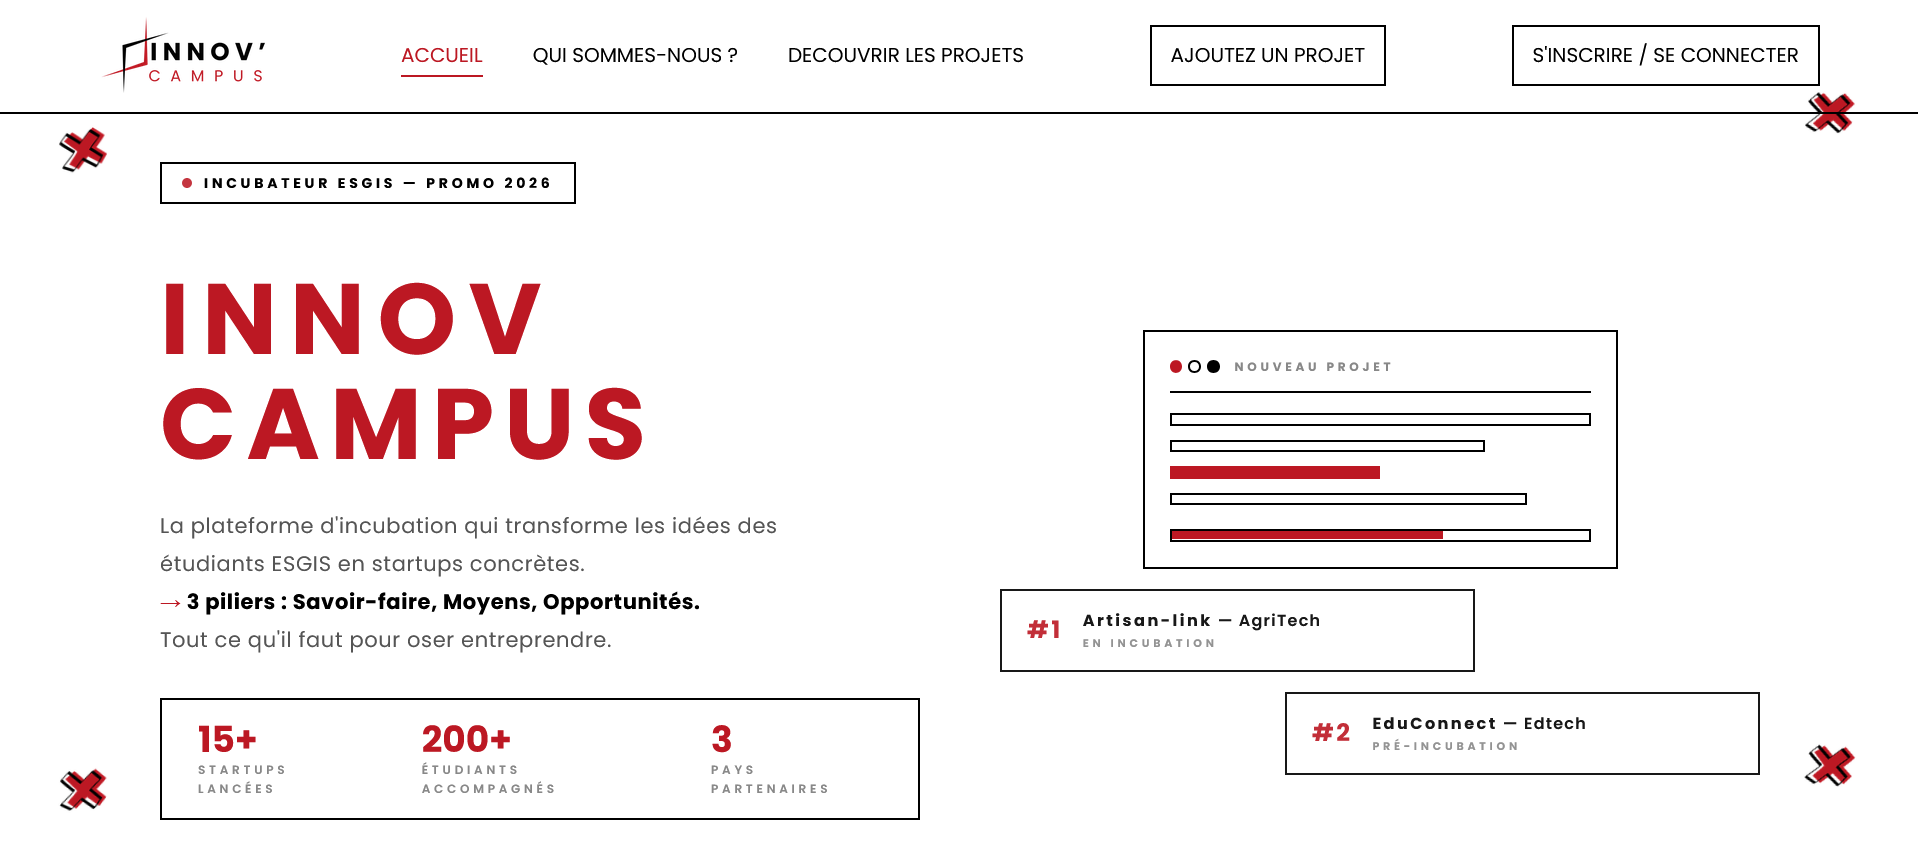 INNOV'
CAMPUS
ACCUEIL
QUI SOMMES-NOUS ?
DECOUVRIR LES PROJETS
AJOUTEZ UN PROJET
S'INSCRIRE / SE CONNECTER
INCUBATEUR ESGIS — PROMO 2026
INNOV
CAMPUS
La plateforme d'incubation qui transforme les idées des
étudiants ESGIS en startups concrètes.
→ 3 piliers : Savoir-faire, Moyens, Opportunités.
Tout ce qu'il faut pour oser entreprendre.
15+
STARTUPS
LANCÉES
200+
ÉTUDIANTS
ACCOMPAGNÉS
3
PAYS
PARTENAIRES
NOUVEAU PROJET
#1
Artisan-link — AgriTech
EN INCUBATION
#2
EduConnect — Edtech
PRÉ-INCUBATION